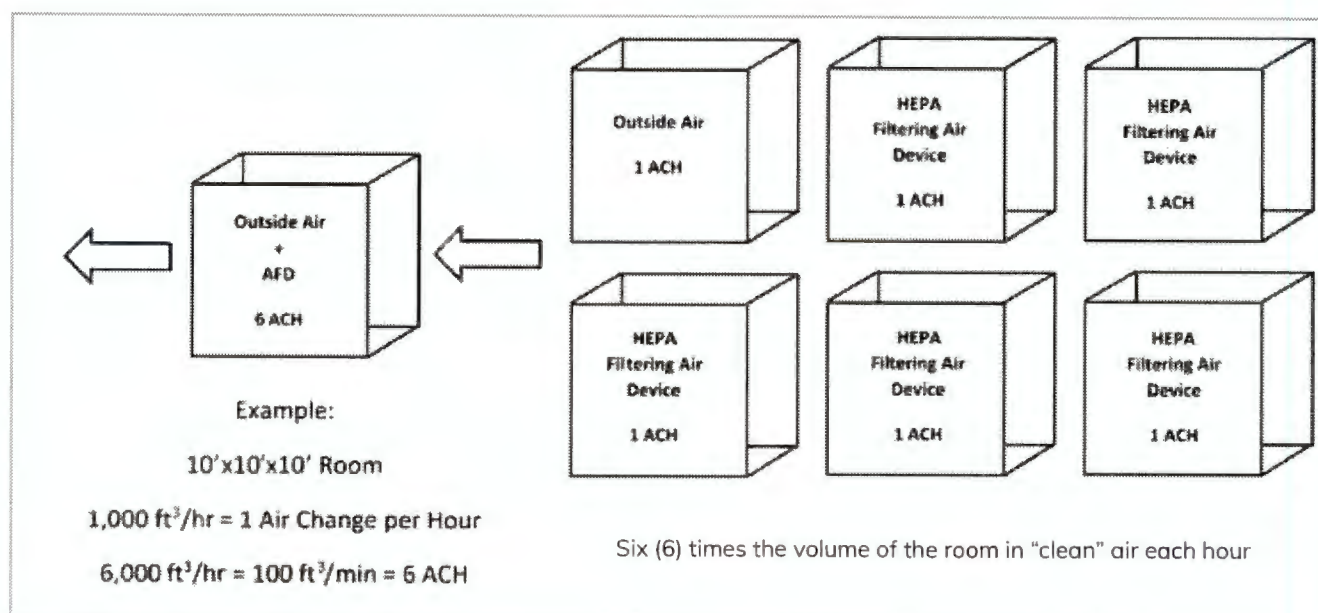 Outside Air
+
AFD
6 ACH
Example:
10'x10'x10' Room
1,000 ft³/hr = 1 Air Change per Hour
6,000 ft³/hr = 100 ft³/min = 6 ACH
Outside Air
1 ACH
HEPA
Filtering Air
Device
1 ACH
HEPA
Filtering Air
Device
1 ACH
HEPA
Filtering Air
Device
1 ACH
HEPA
Filtering Air
Device
1 ACH
HEPA
Filtering Air
Device
1 ACH
Six (6) times the volume of the room in "clean" air each hour